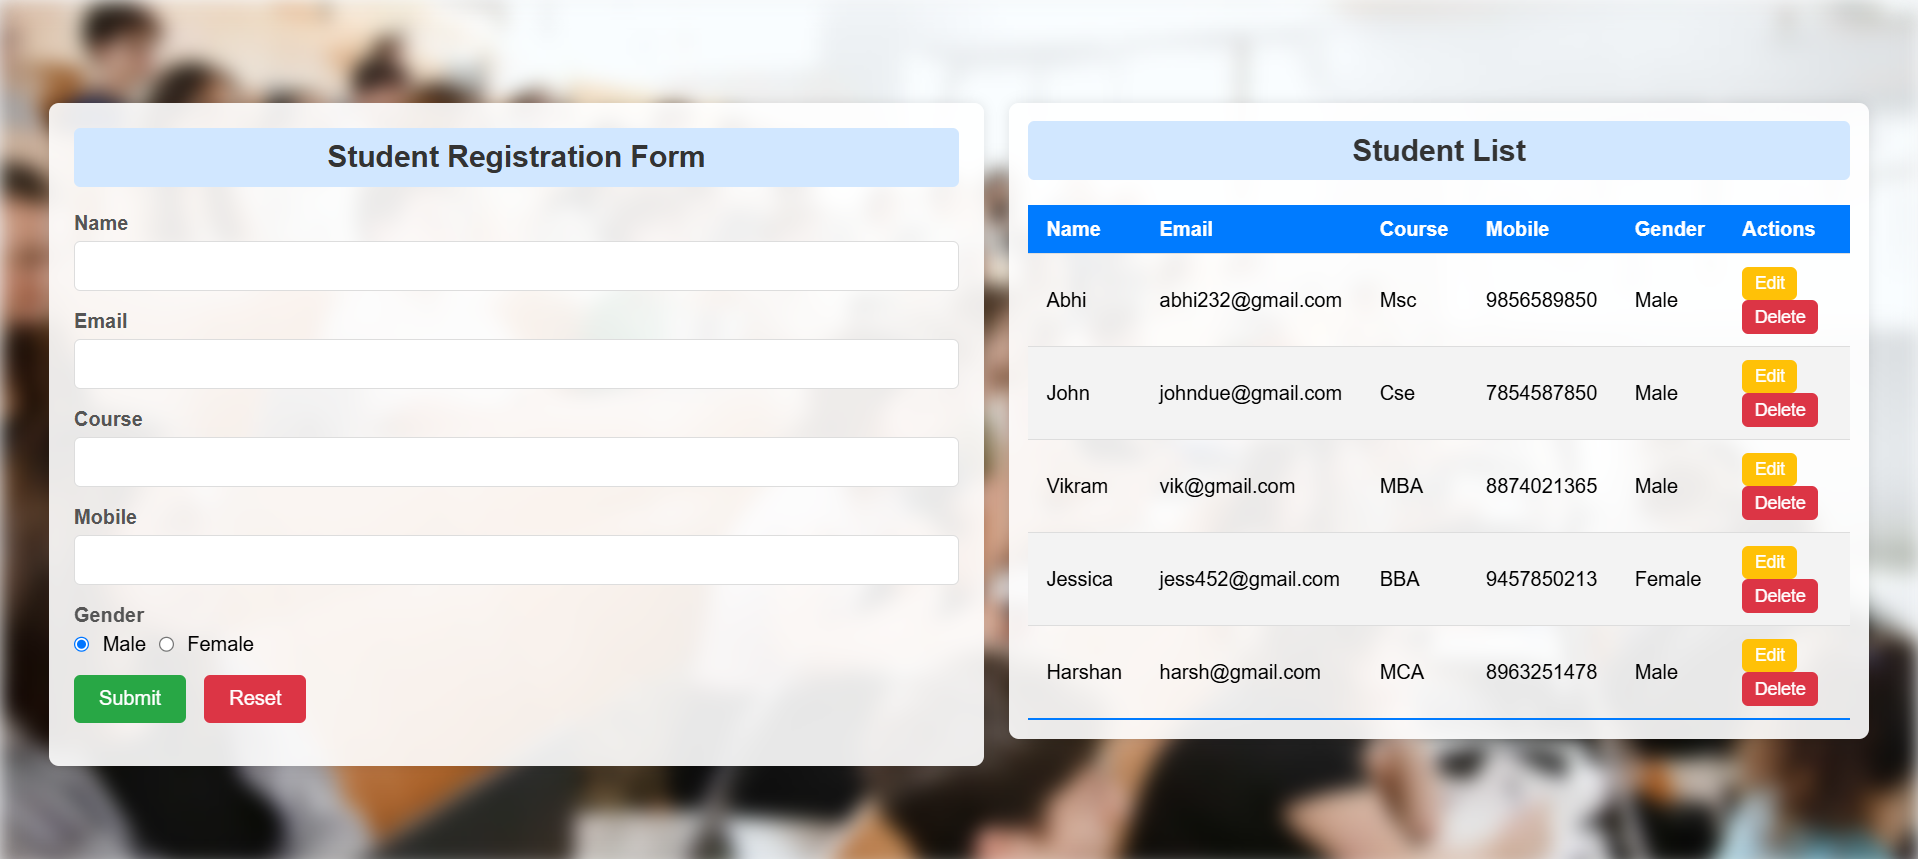 Student Registration Form
Name
Email
Course
Mobile
Gender
Male Female
Submit Reset
Student List
Name Email Course Mobile Gender Actions
Abhi abhi232@gmail.com Msc 9856589850 Male Edit Delete
John johndue@gmail.com Cse 7854587850 Male Edit Delete
Vikram vik@gmail.com MBA 8874021365 Male Edit Delete
Jessica jess452@gmail.com BBA 9457850213 Female Edit Delete
Harshan harsh@gmail.com MCA 8963251478 Male Edit Delete